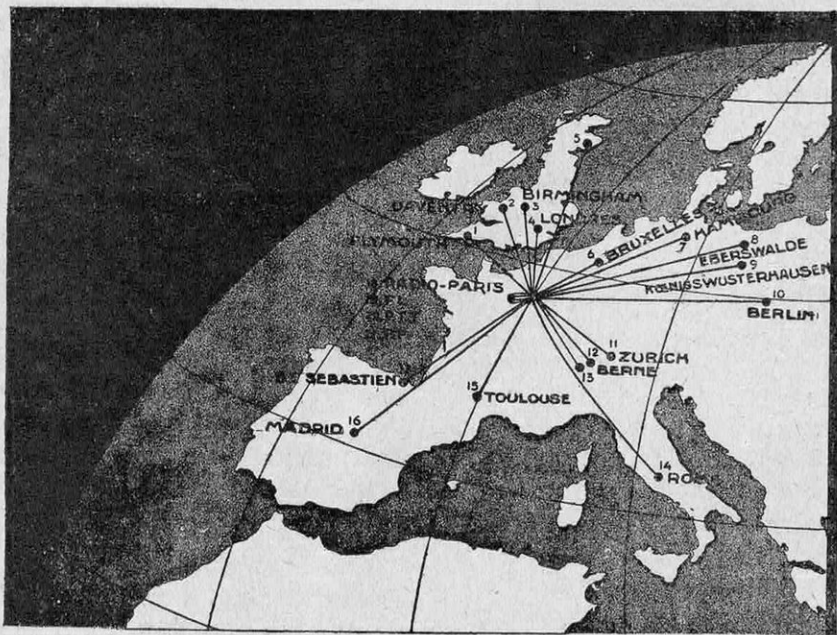 5
BIRMINGHAM
DAVENTRY 2 3
4 LONDRES
PLYMOUTH 1
6 BRUXELLES
7 HAMBOURG
8
EBERSWALDE
9
KŒNIGSWUSTERHAUSEN
RADIO-PARIS
10
BERLIN
11
ZURICH
12
BERNE
13
SEBASTIEN
15
TOULOUSE
16
MADRID
14